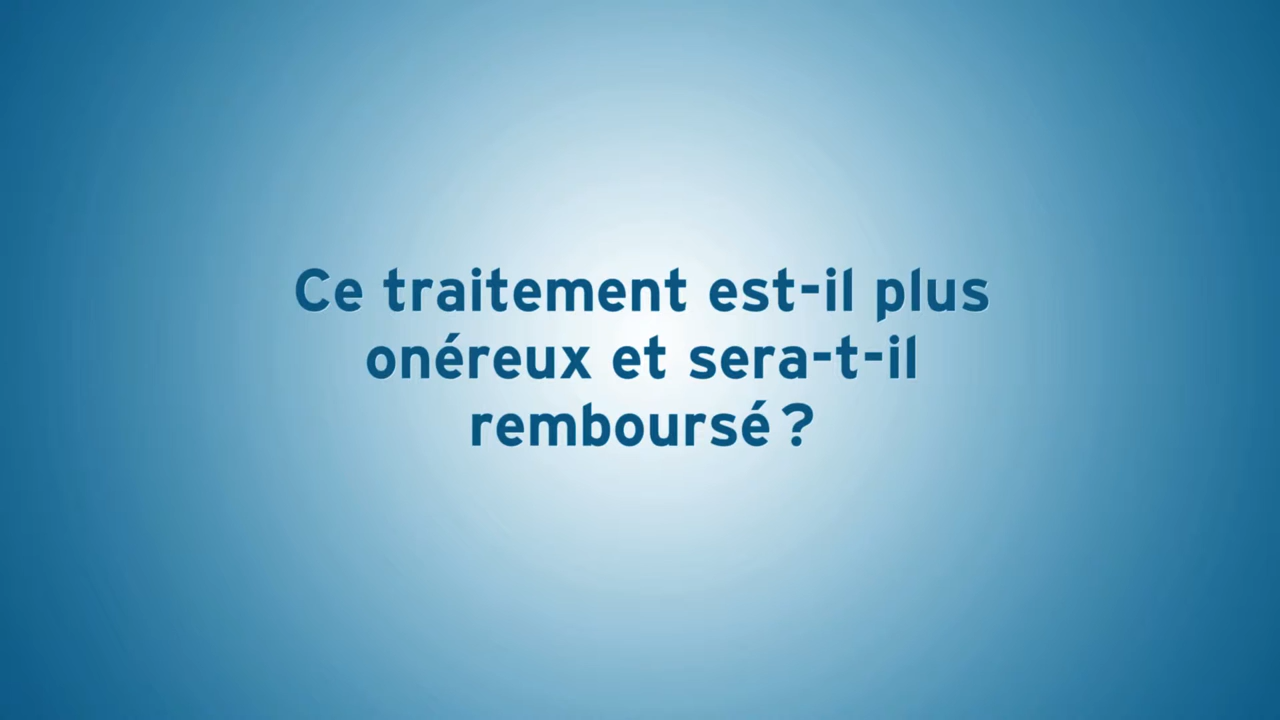 Ce traitement est-il plus
onéreux et sera-t-il
remboursé ?